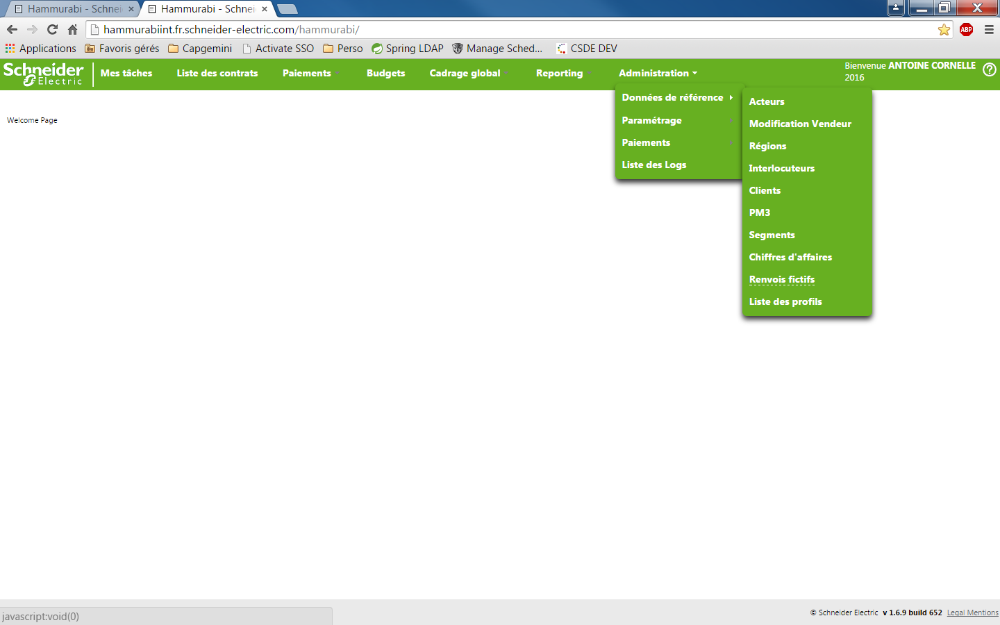 Hammurabi - Schnei
Hammurabi - Schnei
hammurabiint.fr.schneider-electric.com/hammurabi/
ABP
Applications Favoris gérés Capgemini Activate SSO Perso Spring LDAP Manage Sched... CSDE DEV
Schneider Electric
Mes tâches Liste des contrats Paiements Budgets Cadrage global Reporting Administration
Bienvenue ANTOINE CORNELLE
2016
Données de référence
Paramétrage
Paiements
Liste des Logs
Acteurs
Modification Vendeur
Régions
Interlocuteurs
Clients
PM3
Segments
Chiffres d'affaires
Renvois fictifs
Liste des profils
Welcome Page
javascript:void(0)
© Schneider Electric v 1.6.9 build 652 Legal Mentions